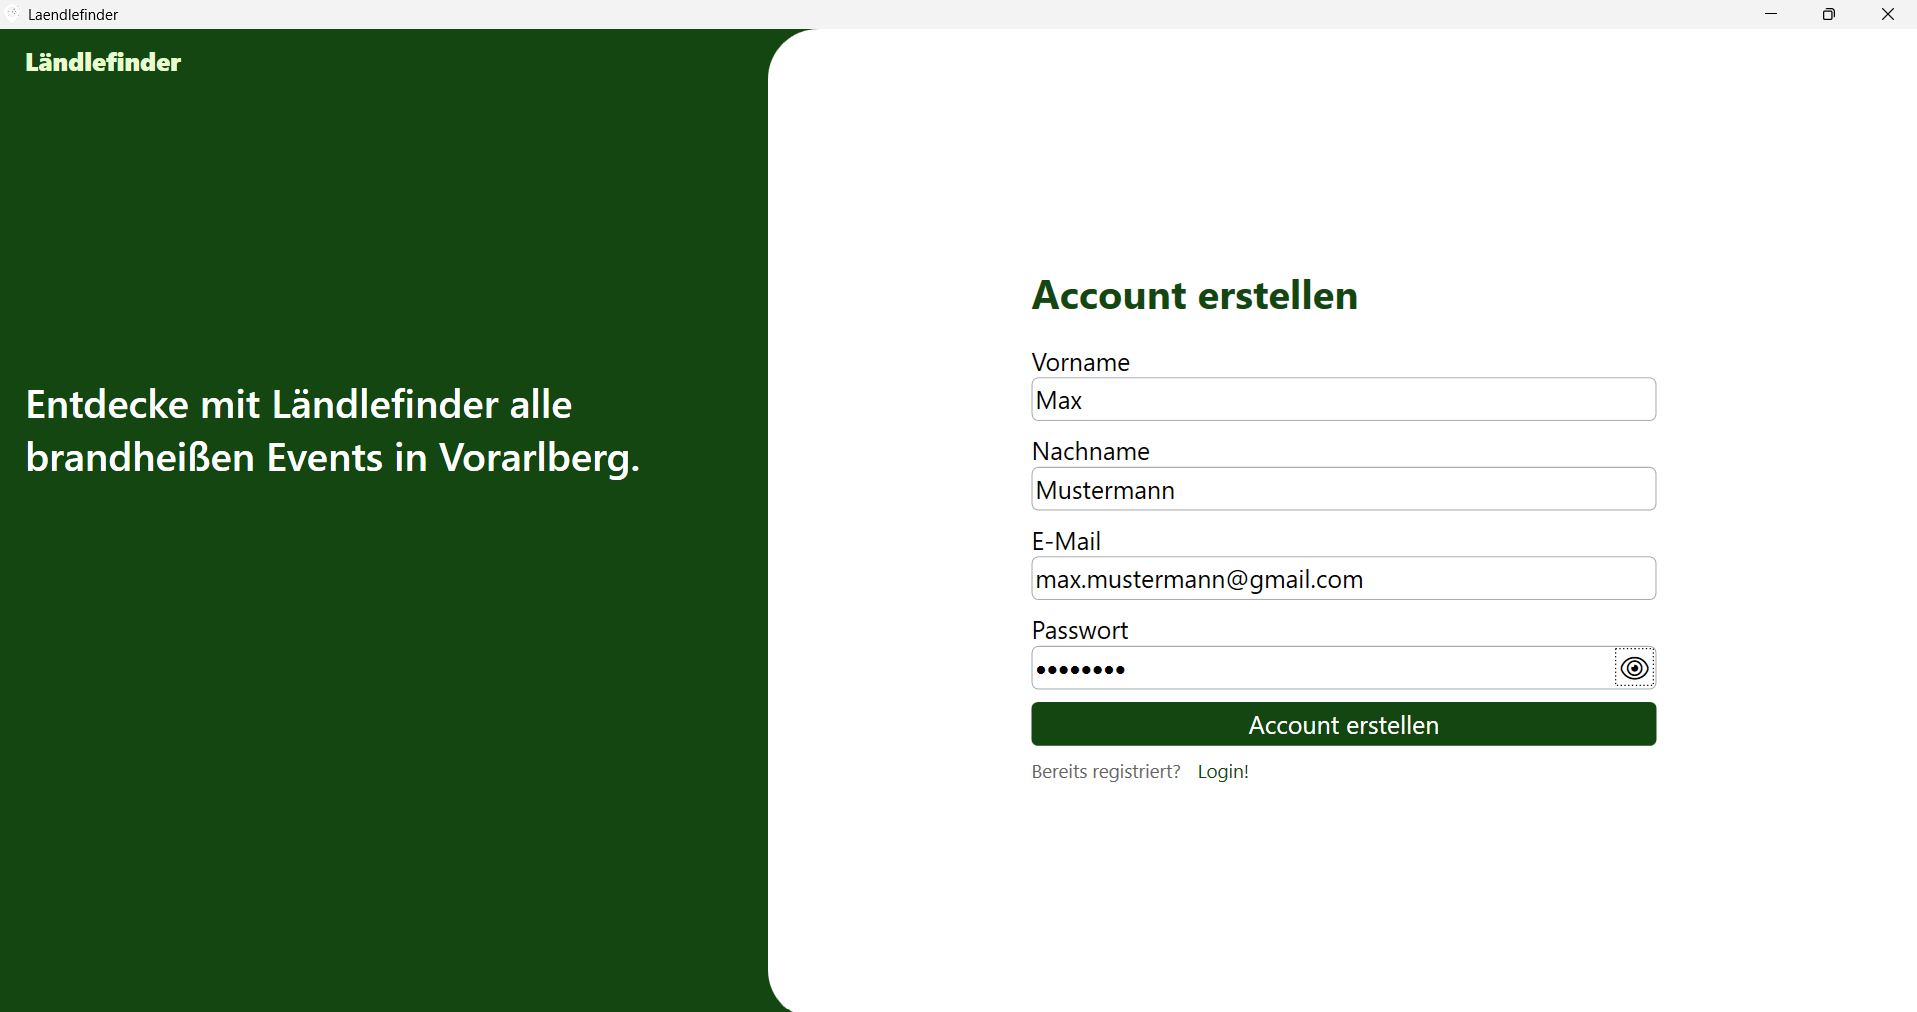 Laendlefinder
Ländlefinder
Entdecke mit Ländlefinder alle
brandheißen Events in Vorarlberg.
Account erstellen
Vorname
Max
Nachname
Mustermann
E-Mail
max.mustermann@gmail.com
Passwort
••••••••
Account erstellen
Bereits registriert? Login!